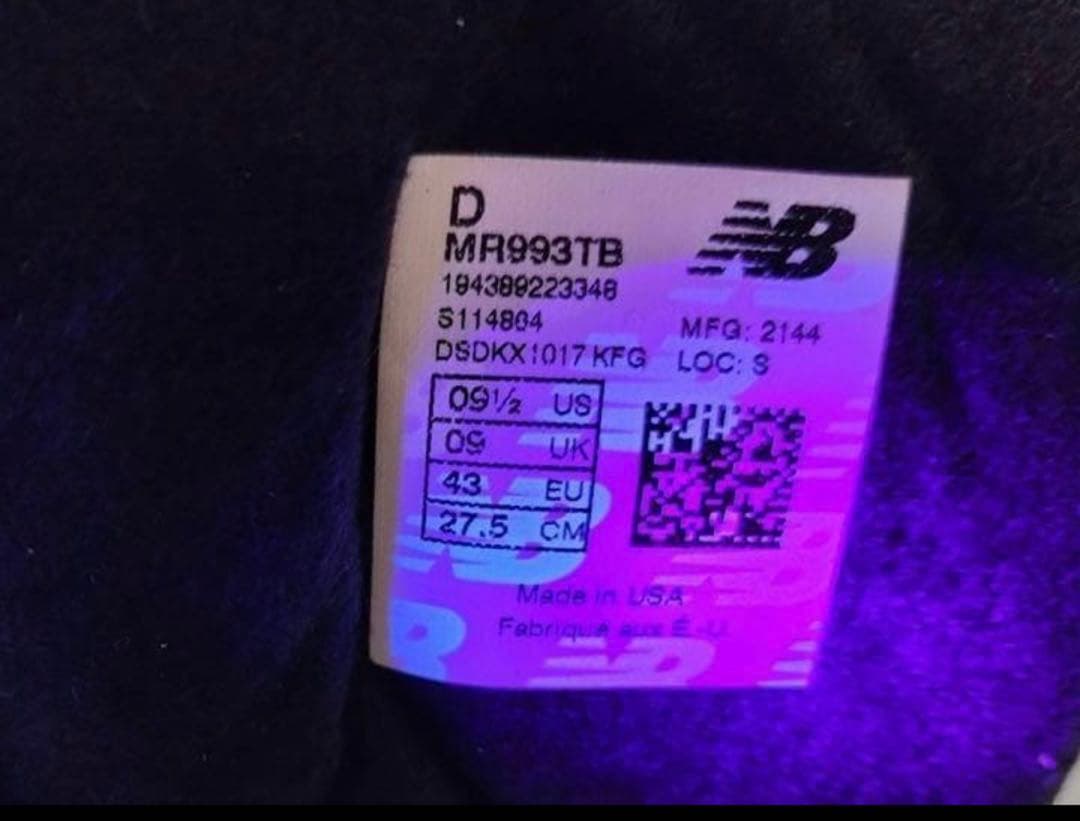 D
NB
MR993TB
194389223348
S114804
MFG: 2144
DSDKX1017 KFG
LOC: S
09½ US
09 UK
43 EU
27.5 CM
Made in USA
Fabriqué aux É.-U.